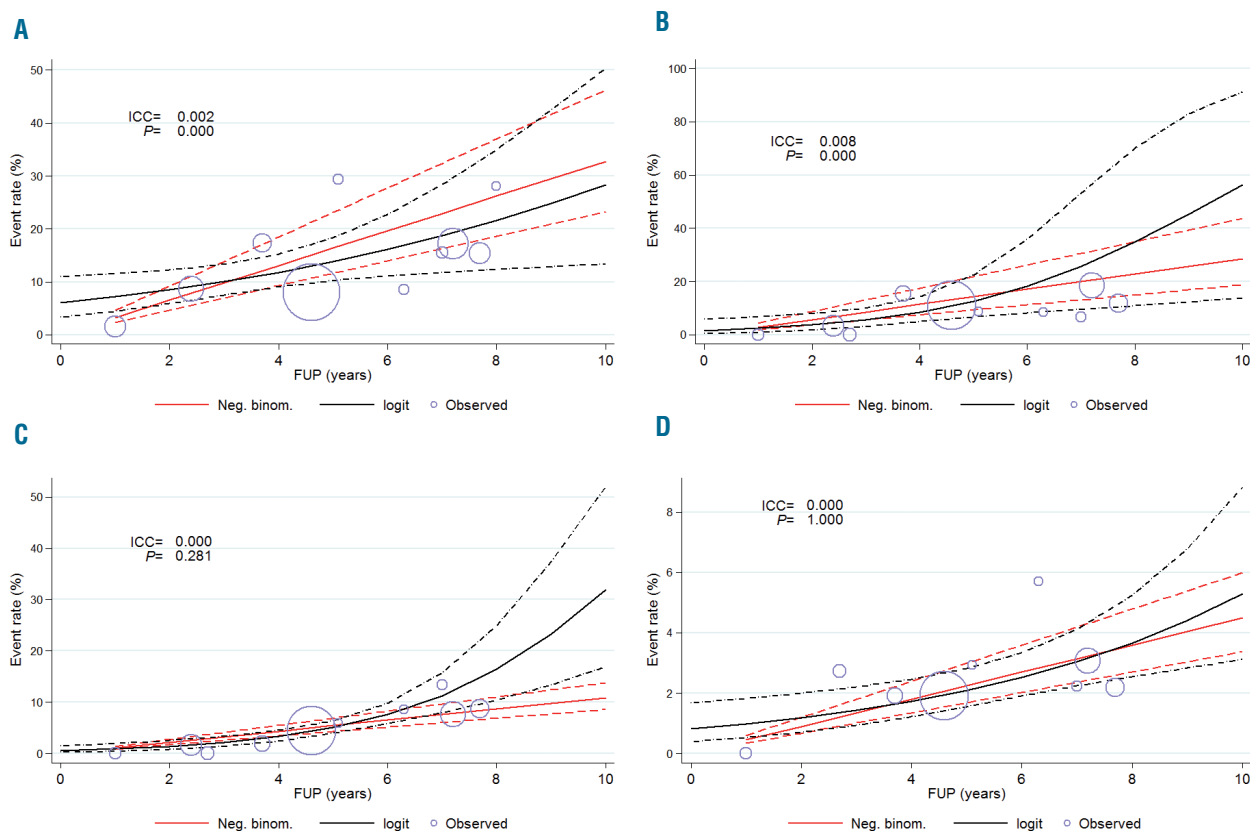 A
Event rate (%)
50
40
30
20
10
0
ICC= 0.002
P= 0.000
0 2 4 6 8 10
FUP (years)
Neg. binom. logit Observed
B
Event rate (%)
100
80
60
40
20
0
ICC= 0.008
P= 0.000
0 2 4 6 8 10
FUP (years)
Neg. binom. logit Observed
C
Event rate (%)
50
40
30
20
10
0
ICC= 0.000
P= 0.281
0 2 4 6 8 10
FUP (years)
Neg. binom. logit Observed
D
Event rate (%)
8
6
4
2
0
ICC= 0.000
P= 1.000
0 2 4 6 8 10
FUP (years)
Neg. binom. logit Observed